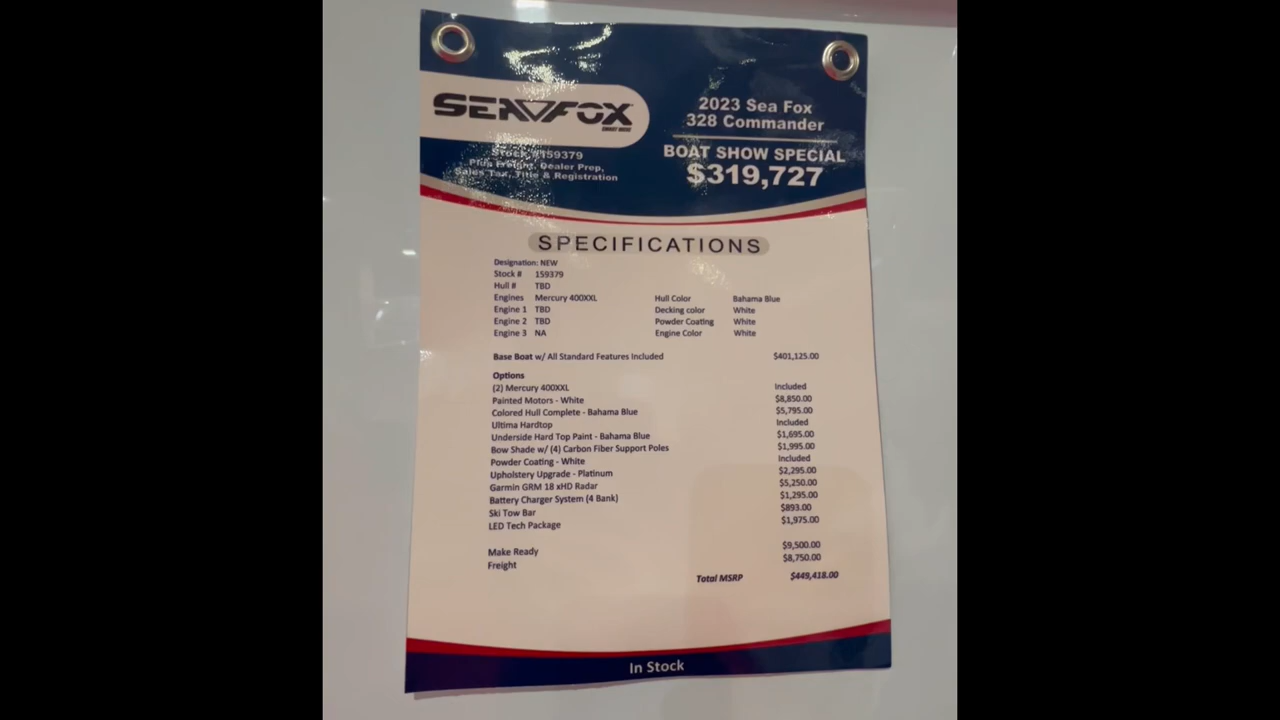 SEA FOX
2023 Sea Fox
328 Commander
BOAT SHOW SPECIAL
$319,727
Stock #159379
Plus Freight, Dealer Prep,
Sales Tax, Title & Registration
SPECIFICATIONS
Designation: NEW
Stock # 159379
Hull # TBD
Engines Mercury 400XXL Hull Color Bahama Blue
Engine 1 TBD Decking color White
Engine 2 TBD Powder Coating White
Engine 3 NA Engine Color White
Base Boat w/ All Standard Features Included $401,125.00
Options
(2) Mercury 400XXL Included
Painted Motors - White $8,850.00
Colored Hull Complete - Bahama Blue $5,795.00
Ultima Hardtop Included
Underside Hard Top Paint - Bahama Blue $1,695.00
Bow Shade w/ (4) Carbon Fiber Support Poles $1,995.00
Powder Coating - White Included
Upholstery Upgrade - Platinum $2,295.00
Garmin GRM 18 xHD Radar $5,250.00
Battery Charger System (4 Bank) $1,295.00
Ski Tow Bar $893.00
LED Tech Package $1,975.00
Make Ready $9,500.00
Freight $8,750.00
Total MSRP $449,418.00
In Stock